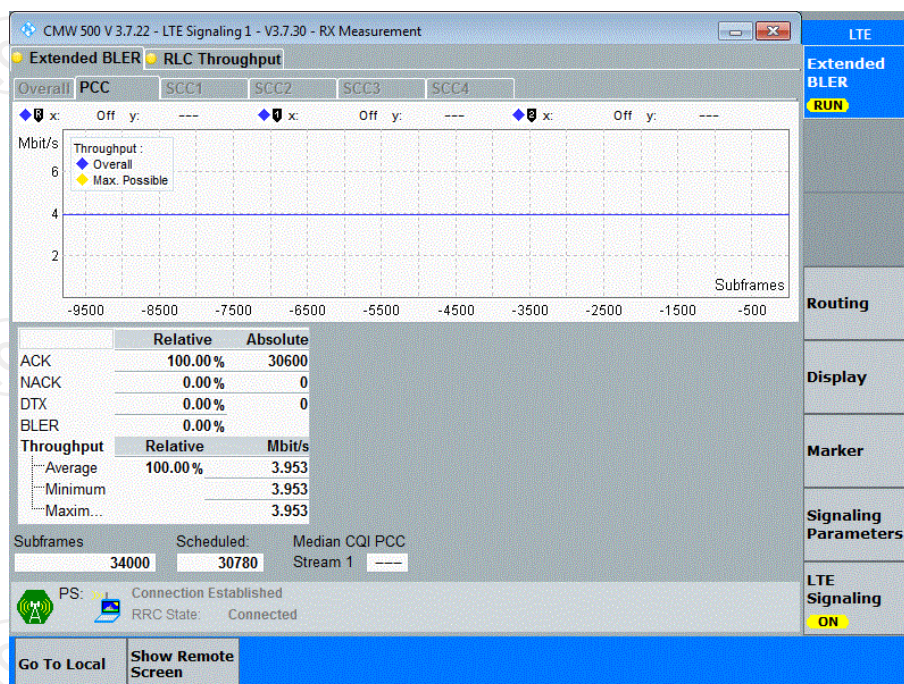 CMW 500 V 3.7.22 - LTE Signaling 1 - V3.7.30 - RX Measurement
LTE
Extended BLER RLC Throughput
Extended
BLER
RUN
Overall PCC SCC1 SCC2 SCC3 SCC4
R x: Off y: --- 1 x: Off y: --- 2 x: Off y: ---
Mbit/s
Throughput :
Overall
Max. Possible
6
4
2
Subframes
-9500 -8500 -7500 -6500 -5500 -4500 -3500 -2500 -1500 -500
Routing
Relative Absolute
ACK 100.00 % 30600
NACK 0.00 % 0
DTX 0.00 % 0
BLER 0.00 %
Display
Throughput Relative Mbit/s
Average 100.00 % 3.953
Minimum 3.953
Maxim... 3.953
Marker
Subframes Scheduled: Median CQI PCC
34000 30780 Stream 1 ---
Signaling
Parameters
PS: Connection Established
RRC State: Connected
LTE
Signaling
ON
Go To Local
Show Remote
Screen